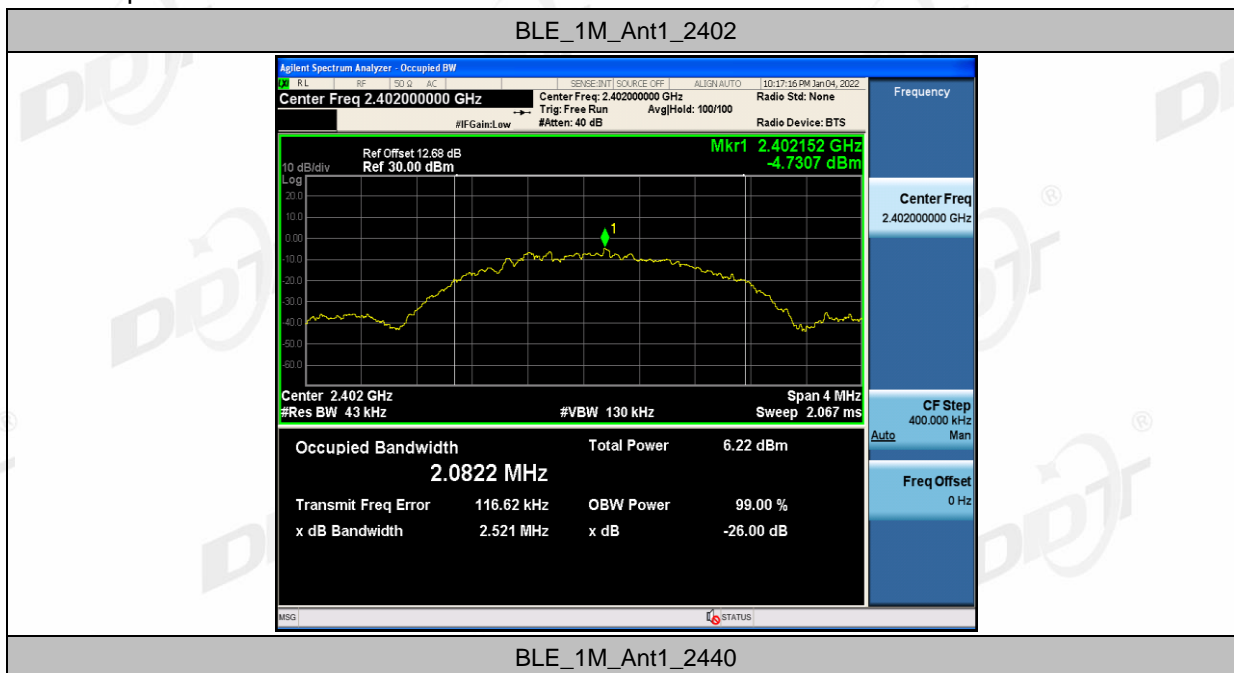 BLE_1M_Ant1_2402
Agilent Spectrum Analyzer - Occupied BW
RL RF 50 Ω AC SENSE:INT SOURCE OFF ALIGN AUTO 10:17:16 PM Jan 04, 2022
Center Freq 2.402000000 GHz
Center Freq: 2.402000000 GHz
Radio Std: None
Trig: Free Run Avg|Hold: 100/100
#IFGain:Low #Atten: 40 dB Radio Device: BTS
Frequency
Mkr1 2.402152 GHz
-4.7307 dBm
Ref Offset 12.68 dB
10 dB/div Ref 30.00 dBm
Log
20.0
10.0
0.00
-10.0
-20.0
-30.0
-40.0
-50.0
-60.0
1
Center 2.402 GHz Span 4 MHz
#Res BW 43 kHz #VBW 130 kHz Sweep 2.067 ms
Occupied Bandwidth Total Power 6.22 dBm
2.0822 MHz
Transmit Freq Error 116.62 kHz OBW Power 99.00 %
x dB Bandwidth 2.521 MHz x dB -26.00 dB
Center Freq
2.402000000 GHz
CF Step
400.000 kHz
Auto Man
Freq Offset
0 Hz
MSG STATUS
BLE_1M_Ant1_2440